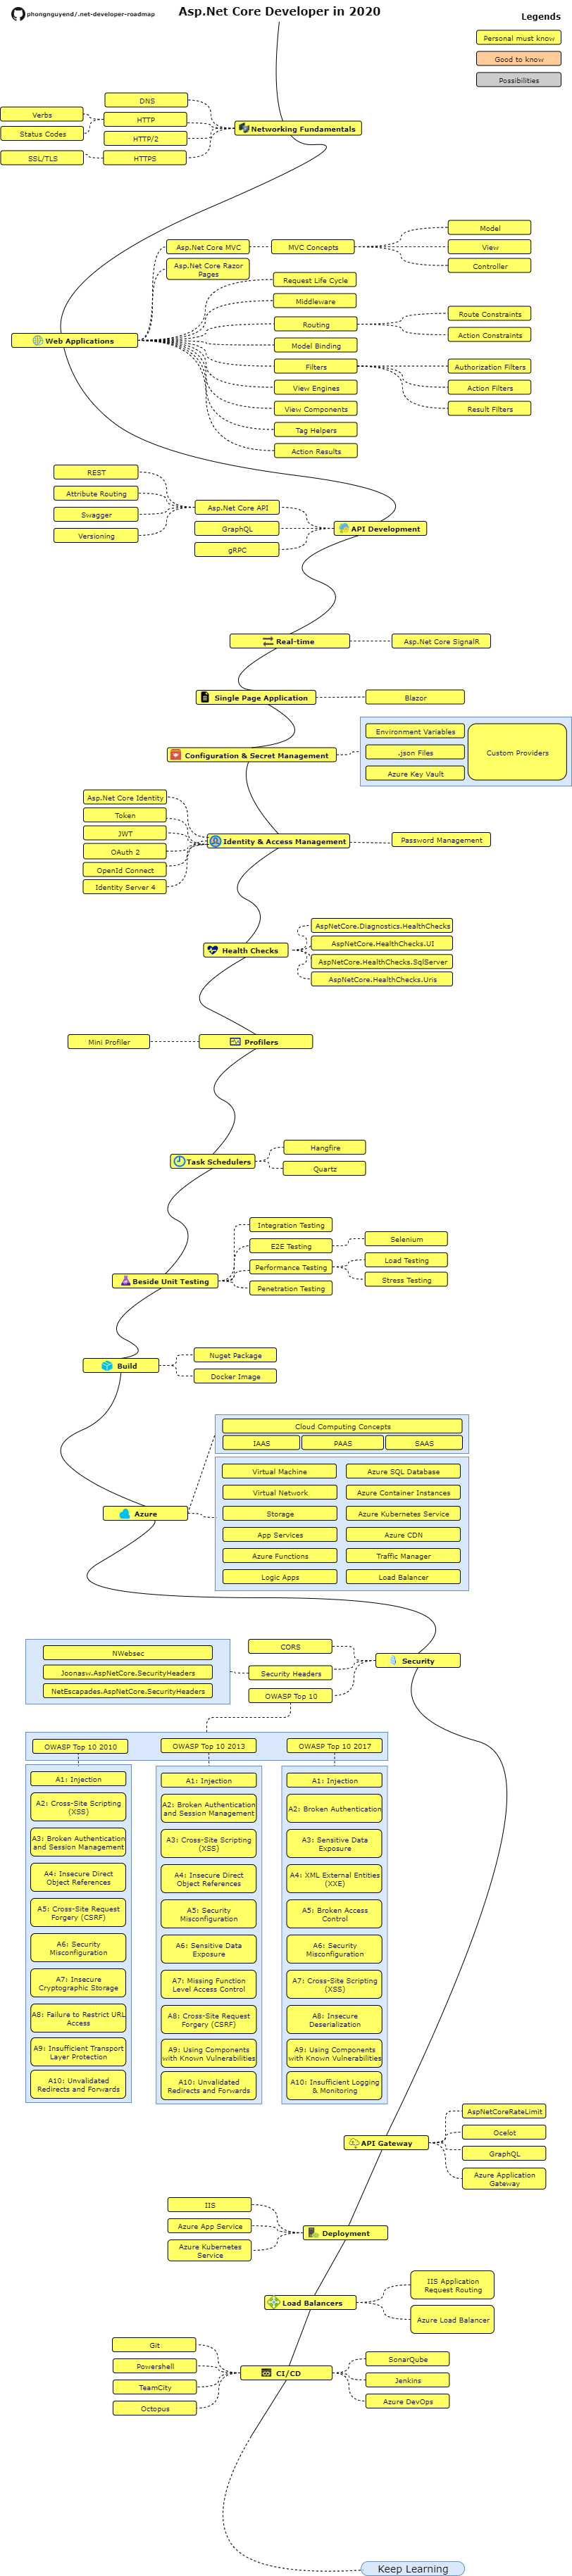 phongnguyend/.net-developer-roadmap
Asp.Net Core Developer in 2020
Legends
Personal must know
Good to know
Possibilities
DNS
Verbs
HTTP
Status Codes
HTTP/2
SSL/TLS
HTTPS
Networking Fundamentals
Asp.Net Core MVC
MVC Concepts
Model
View
Controller
Asp.Net Core Razor
Pages
Request Life Cycle
Middleware
Routing
Route Constraints
Action Constraints
Web Applications
Model Binding
Filters
Authorization Filters
Action Filters
Result Filters
View Engines
View Components
Tag Helpers
Action Results
REST
Attribute Routing
Swagger
Versioning
Asp.Net Core API
GraphQL
gRPC
API Development
Real-time
Asp.Net Core SignalR
Single Page Application
Blazor
Configuration & Secret Management
Environment Variables
.json Files
Azure Key Vault
Custom Providers
Asp.Net Core Identity
Token
JWT
OAuth 2
OpenId Connect
Identity Server 4
Identity & Access Management
Password Management
Health Checks
AspNetCore.Diagnostics.HealthChecks
AspNetCore.HealthChecks.UI
AspNetCore.HealthChecks.SqlServer
AspNetCore.HealthChecks.Uris
Mini Profiler
Profilers
Task Schedulers
Hangfire
Quartz
Beside Unit Testing
Integration Testing
E2E Testing
Selenium
Performance Testing
Load Testing
Stress Testing
Penetration Testing
Build
Nuget Package
Docker Image
Cloud Computing Concepts
IAAS
PAAS
SAAS
Azure
Virtual Machine
Azure SQL Database
Virtual Network
Azure Container Instances
Storage
Azure Kubernetes Service
App Services
Azure CDN
Azure Functions
Traffic Manager
Logic Apps
Load Balancer
Security
CORS
Security Headers
OWASP Top 10
NWebsec
Joonasw.AspNetCore.SecurityHeaders
NetEscapades.AspNetCore.SecurityHeaders
OWASP Top 10 2010
OWASP Top 10 2013
OWASP Top 10 2017
A1: Injection
A2: Cross-Site Scripting
(XSS)
A3: Broken Authentication
and Session Management
A4: Insecure Direct
Object References
A5: Cross-Site Request
Forgery (CSRF)
A6: Security
Misconfiguration
A7: Insecure
Cryptographic Storage
A8: Failure to Restrict URL
Access
A9: Insufficient Transport
Layer Protection
A10: Unvalidated
Redirects and Forwards
A1: Injection
A2: Broken Authentication
and Session Management
A3: Cross-Site Scripting
(XSS)
A4: Insecure Direct
Object References
A5: Security
Misconfiguration
A6: Sensitive Data
Exposure
A7: Missing Function
Level Access Control
A8: Cross-Site Request
Forgery (CSRF)
A9: Using Components
with Known Vulnerabilities
A10: Unvalidated
Redirects and Forwards
A1: Injection
A2: Broken Authentication
A3: Sensitive Data
Exposure
A4: XML External Entities
(XXE)
A5: Broken Access
Control
A6: Security
Misconfiguration
A7: Cross-Site Scripting
(XSS)
A8: Insecure
Deserialization
A9: Using Components
with Known Vulnerabilities
A10: Insufficient Logging
& Monitoring
API Gateway
AspNetCoreRateLimit
Ocelot
GraphQL
Azure Application
Gateway
IIS
Azure App Service
Azure Kubernetes
Service
Deployment
Load Balancers
IIS Application
Request Routing
Azure Load Balancer
Git
Powershell
TeamCity
Octopus
CI/CD
SonarQube
Jenkins
Azure DevOps
Keep Learning